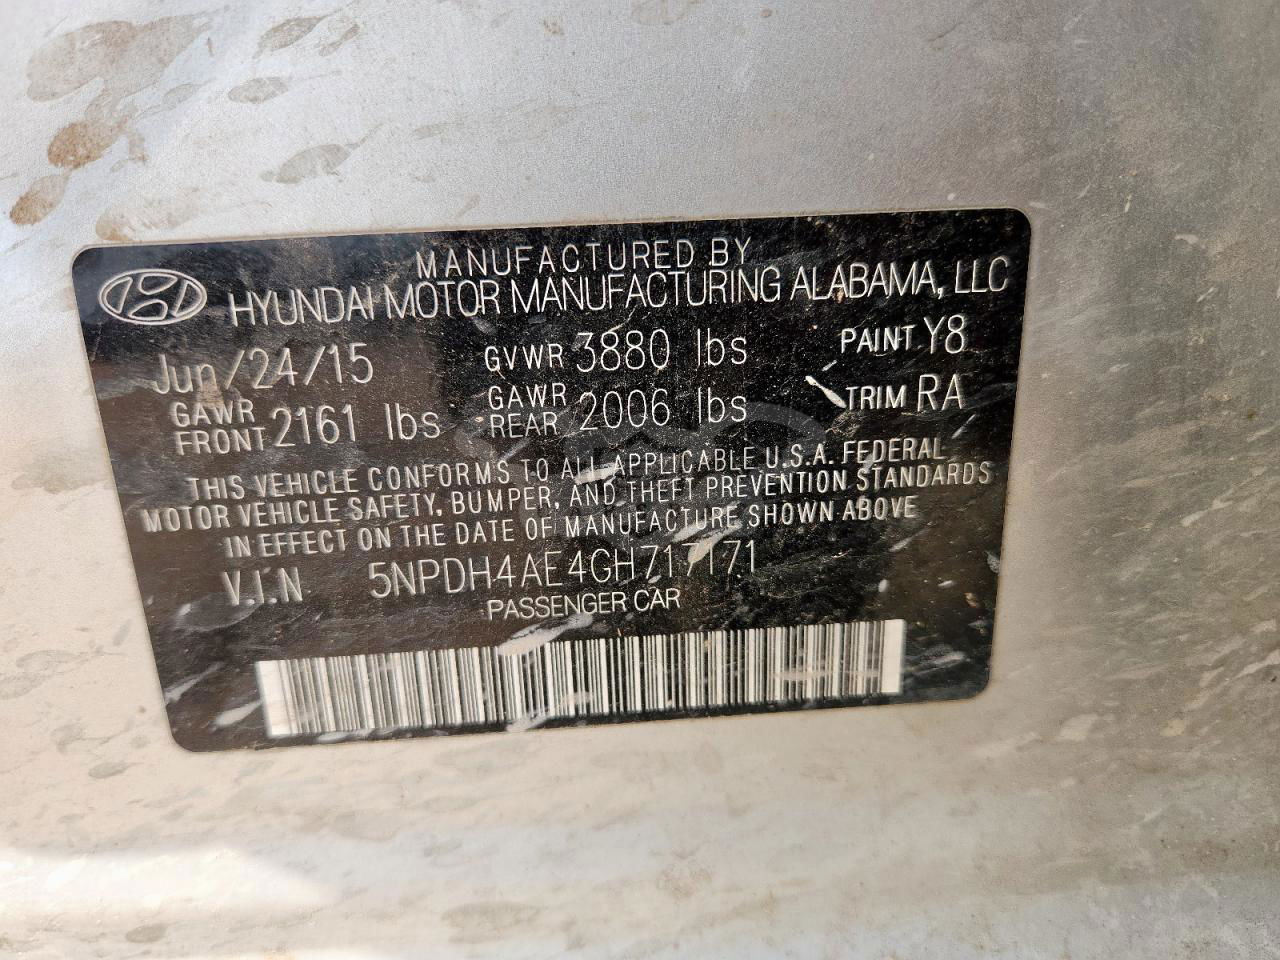 MANUFACTURED BY
HYUNDAI MOTOR MANUFACTURING ALABAMA, LLC
Jun/24/15 GVWR 3880 lbs PAINT Y8
GAWR FRONT 2161 lbs GAWR REAR 2006 lbs TRIM RA
THIS VEHICLE CONFORMS TO ALL APPLICABLE U.S.A. FEDERAL
MOTOR VEHICLE SAFETY, BUMPER, AND THEFT PREVENTION STANDARDS
IN EFFECT ON THE DATE OF MANUFACTURE SHOWN ABOVE
V.I.N 5NPDH4AE4GH717171
PASSENGER CAR